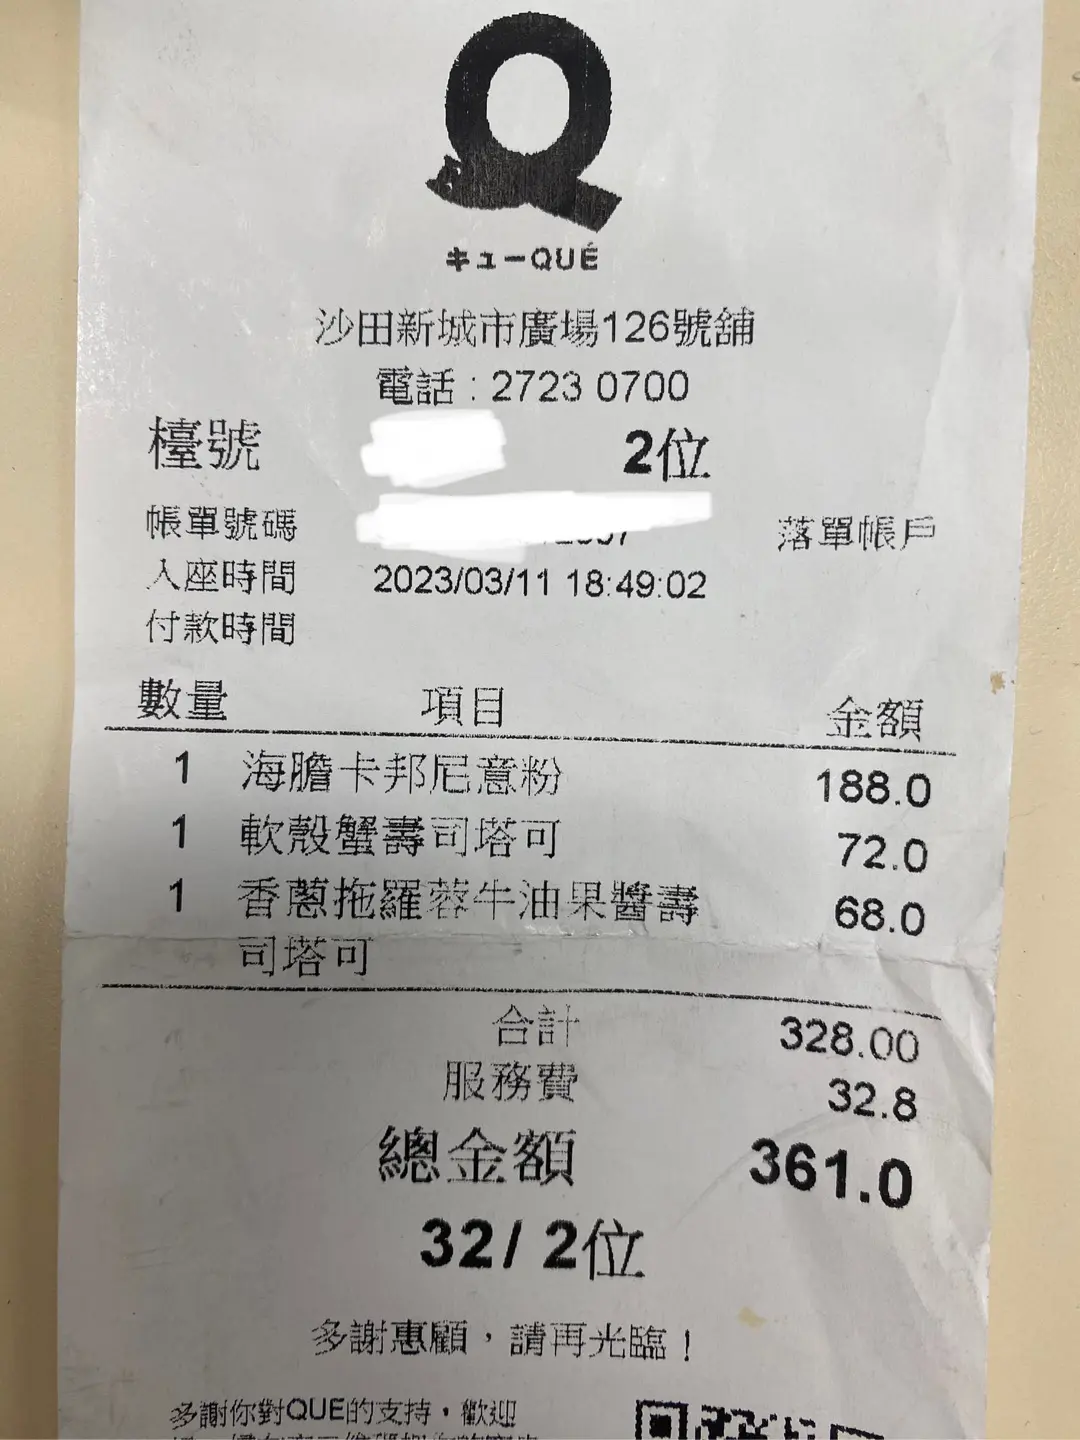 キューQUÉ
沙田新城市廣場126號舖
電話：2723 0700
檯號 2位
帳單號碼 落單帳戶
入座時間 2023/03/11 18:49:02
付款時間
數量 項目 金額
1 海膽卡邦尼意粉 188.0
1 軟殼蟹壽司塔可 72.0
1 香蔥拖羅蓉牛油果醬壽 68.0
司塔可
合計 328.00
服務費 32.8
總金額 361.0
32/ 2位
多謝惠顧，請再光臨！
多謝你對QUE的支持，歡迎